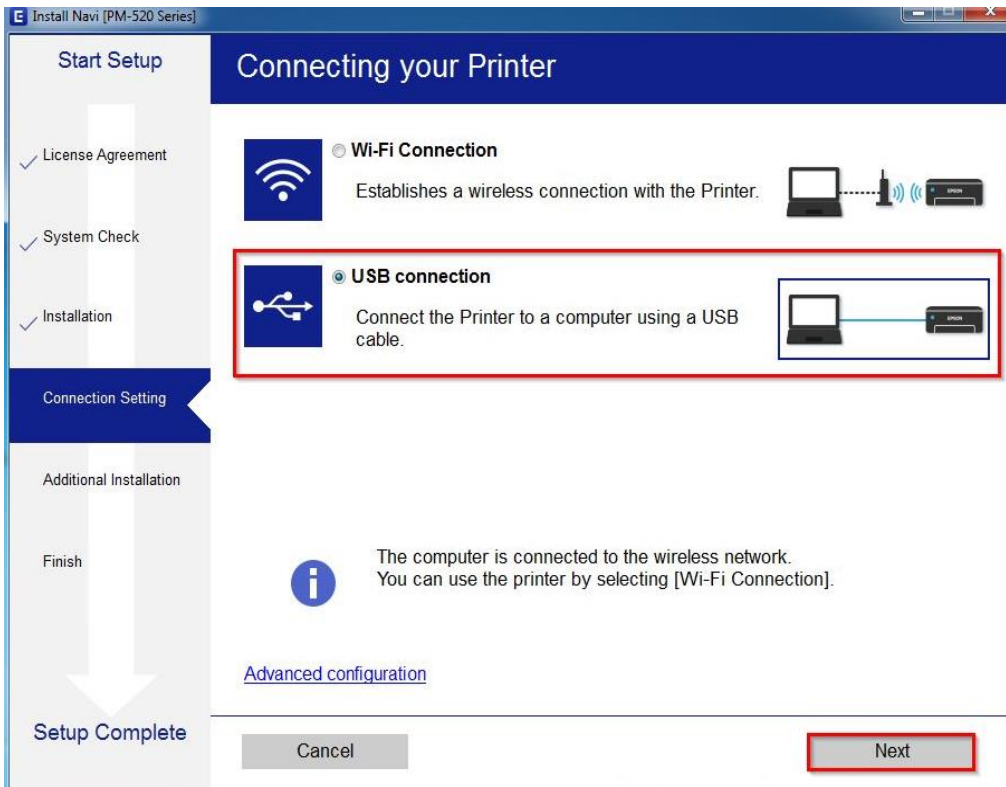 E Install Navi [PM-520 Series]
Start Setup
License Agreement
System Check
Installation
Connection Setting
Additional Installation
Finish
Setup Complete
Connecting your Printer
Wi-Fi Connection
Establishes a wireless connection with the Printer.
EPSON
USB connection
Connect the Printer to a computer using a USB
cable.
EPSON
The computer is connected to the wireless network.
You can use the printer by selecting [Wi-Fi Connection].
Advanced configuration
Cancel
Next